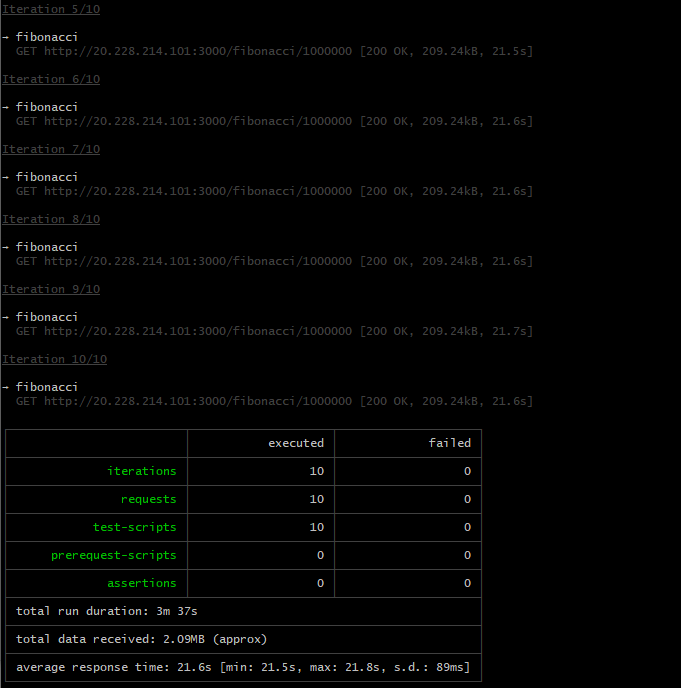 Iteration 5/10
→ fibonacci
GET http://20.228.214.101:3000/fibonacci/1000000 [200 OK, 209.24kB, 21.5s]
Iteration 6/10
→ fibonacci
GET http://20.228.214.101:3000/fibonacci/1000000 [200 OK, 209.24kB, 21.6s]
Iteration 7/10
→ fibonacci
GET http://20.228.214.101:3000/fibonacci/1000000 [200 OK, 209.24kB, 21.6s]
Iteration 8/10
→ fibonacci
GET http://20.228.214.101:3000/fibonacci/1000000 [200 OK, 209.24kB, 21.6s]
Iteration 9/10
→ fibonacci
GET http://20.228.214.101:3000/fibonacci/1000000 [200 OK, 209.24kB, 21.7s]
Iteration 10/10
→ fibonacci
GET http://20.228.214.101:3000/fibonacci/1000000 [200 OK, 209.24kB, 21.6s]
executed failed
iterations 10 0
requests 10 0
test-scripts 10 0
prerequest-scripts 0 0
assertions 0 0
total run duration: 3m 37s
total data received: 2.09MB (approx)
average response time: 21.6s [min: 21.5s, max: 21.8s, s.d.: 89ms]